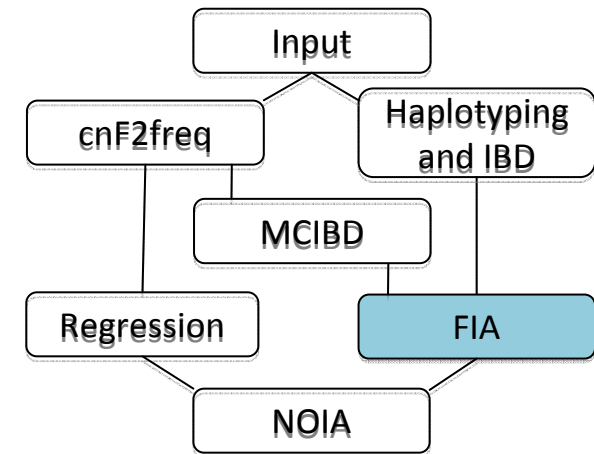 Input
cnF2freq
Haplotyping
and IBD
MCIBD
Regression
FIA
NOIA